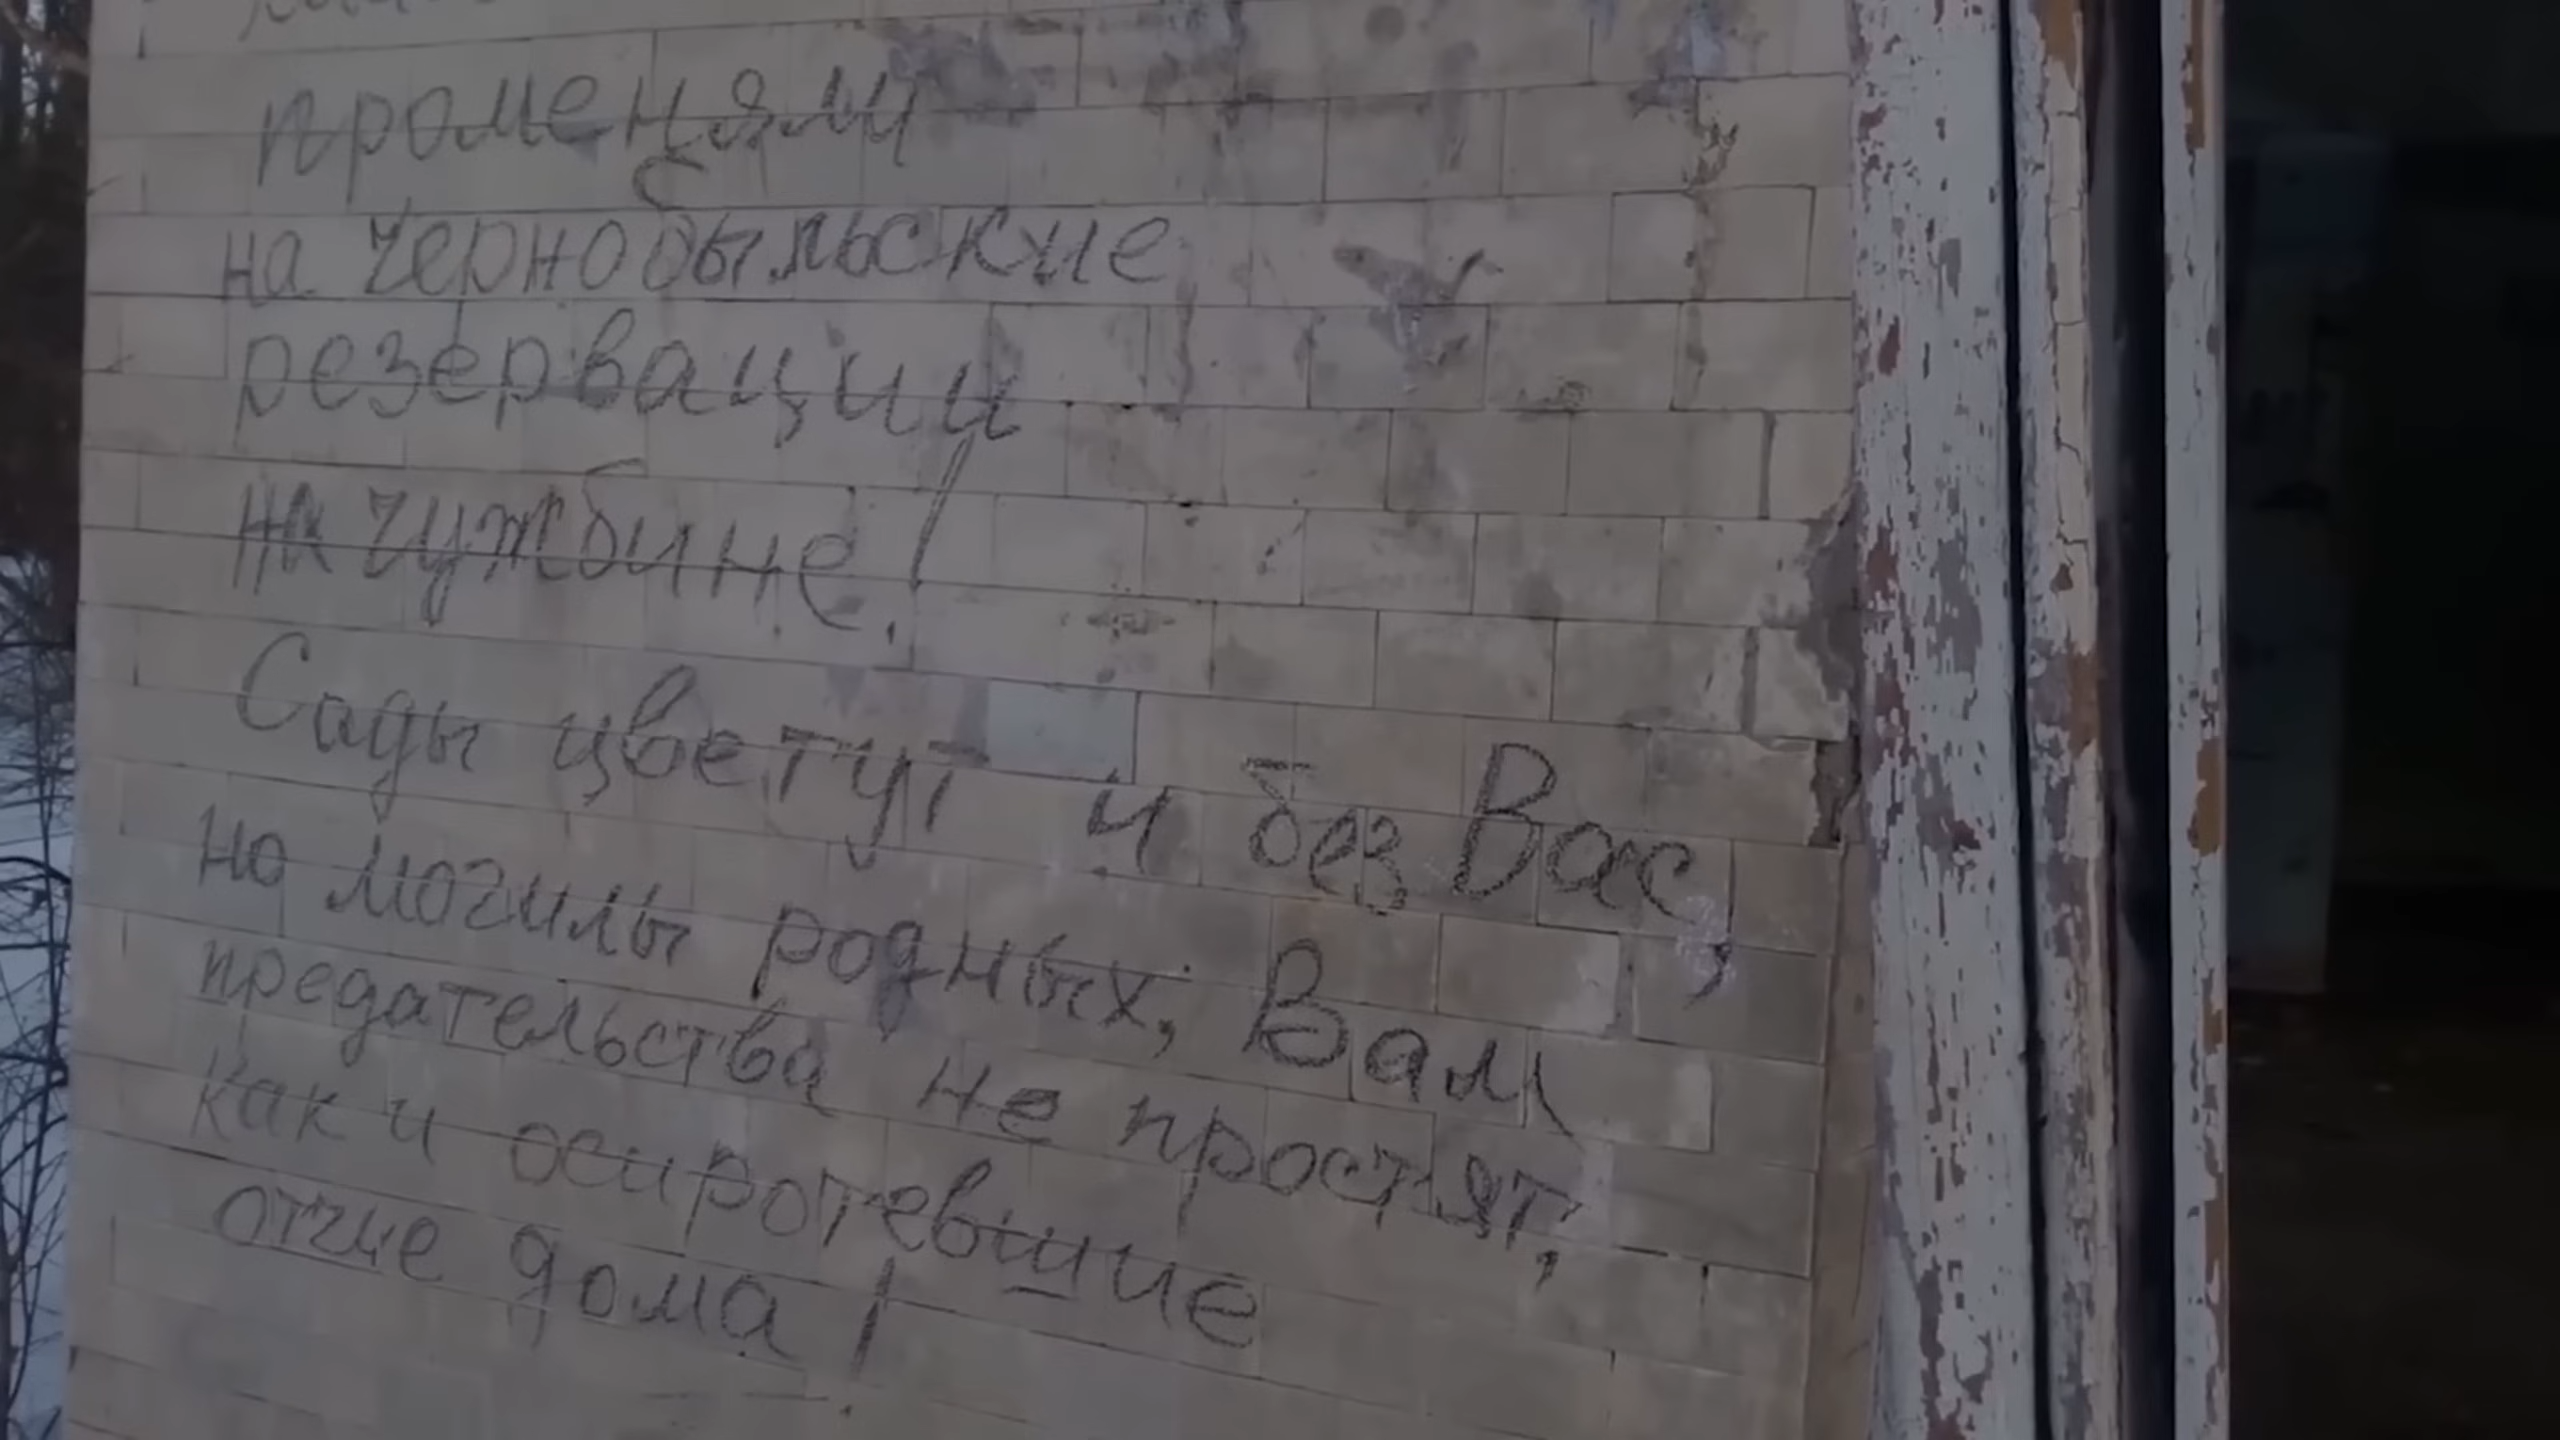 променяли
на Чернобыльские
резервации
на чужбине!
Сады цветут и без Вас,
но могилы родных, Вам
предательства не простят,
как и осиротевшие
отчие дома!